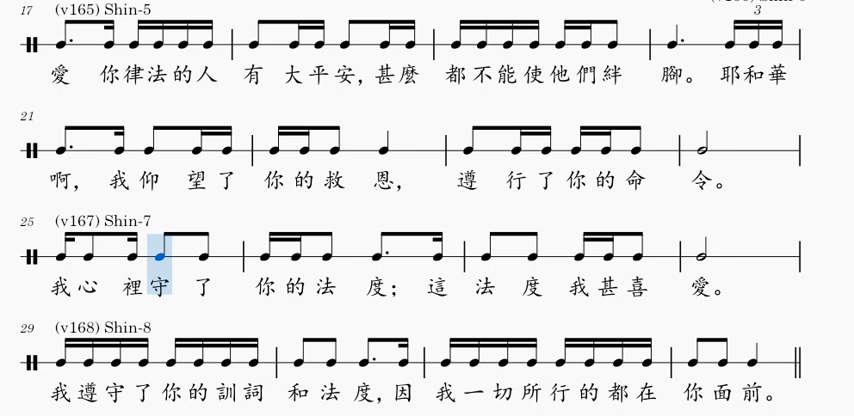 17 (v165) Shin-5 3
愛 你律法的人 有 大平安，甚麼 都不能使他們絆 腳。耶和華
21
啊，我仰 望了 你的救 恩， 遵 行了你的命 令。
25 (v167) Shin-7
我心 裡守 了 你的法 度；這 法 度 我甚喜 愛。
29 (v168) Shin-8
我遵守了你的訓詞 和法度，因 我一切所行的都在 你面前。